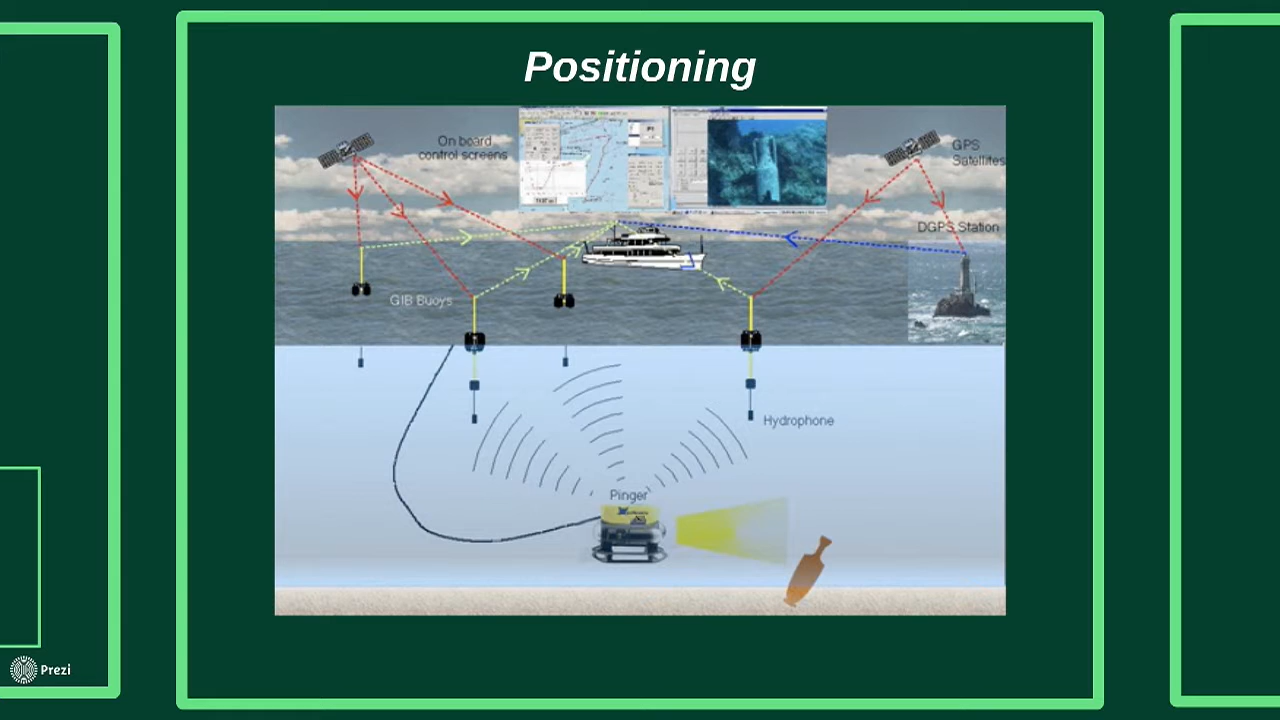 Positioning
On board
control screens
GPS
Satellites
DGPS Station
GIB Buoys
Hydrophone
Pinger
Prezi